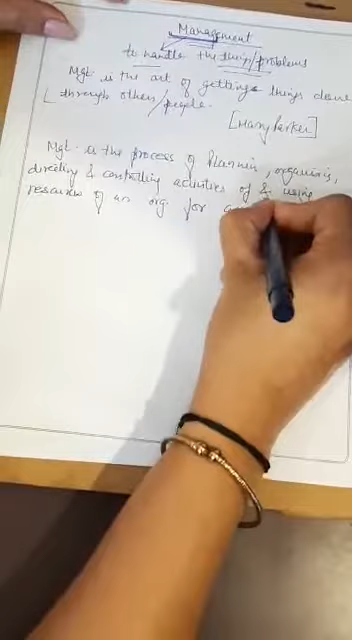 Management
to handle the things/problems
Mgt is the art of getting things done
through others/people.
[Mary Parker]
Mgt. is the process of Plannin, organising,
directing & controlling activities of & using
resources of an org. for a